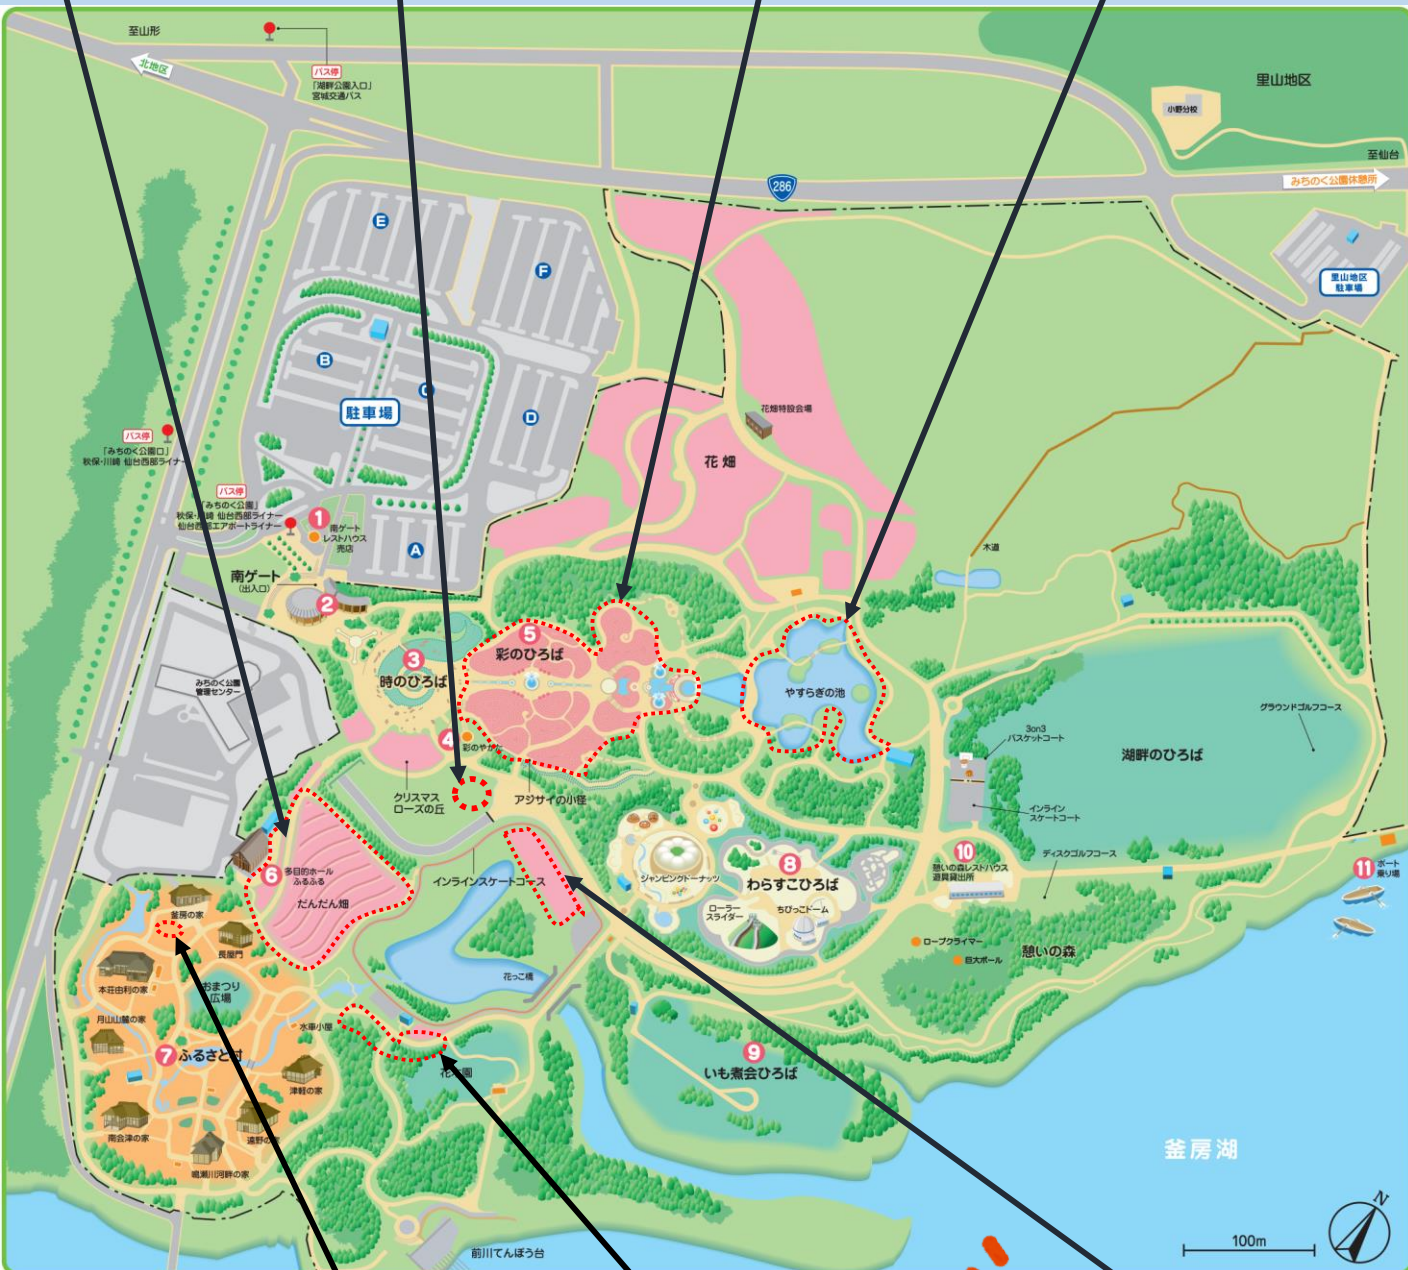 至山形
北地区
バス停
「湖畔公園入口」
宮城交通バス
里山地区
小野分校
至仙台
みちのく公園休憩所
286
E
F
里山地区
駐車場
B
C
D
駐車場
花畑特設会場
バス停
「みちのく公園口」
秋保・川崎 仙台西部ライナー
花畑
バス停
「みちのく公園」
秋保・川崎 仙台西部ライナー
仙台西部エアポートライナー
1
南ゲート
レストハウス
売店
A
木道
南ゲート
(出入口)
2
3
時のひろば
5
彩のひろば
みちのく公園
管理センター
やすらぎの池
グラウンドゴルフコース
3on3
バスケットコート
湖畔のひろば
4
彩のやかた
クリスマス
ローズの丘
アジサイの小径
インライン
スケートコート
6
多目的ホール
ふるふる
だんだん畑
インラインスケートコース
ジャンピングドーナッツ
8
わらすこひろば
10
憩いの森レストハウス
遊具貸出所
ディスクゴルフコース
11
ボート
乗り場
ローラー
スライダー
ちびっこドーム
釜房の家
長屋門
ロープクライマー
巨大ボール
憩いの森
本荘由利の家
おまつり
広場
花っこ橋
月山山麓の家
水車小屋
7
ふるさと村
9
いも煮会ひろば
花木園
津軽の家
南会津の家
遠野の家
鳴瀬川河畔の家
釜房湖
前川てんぼう台
100m
N